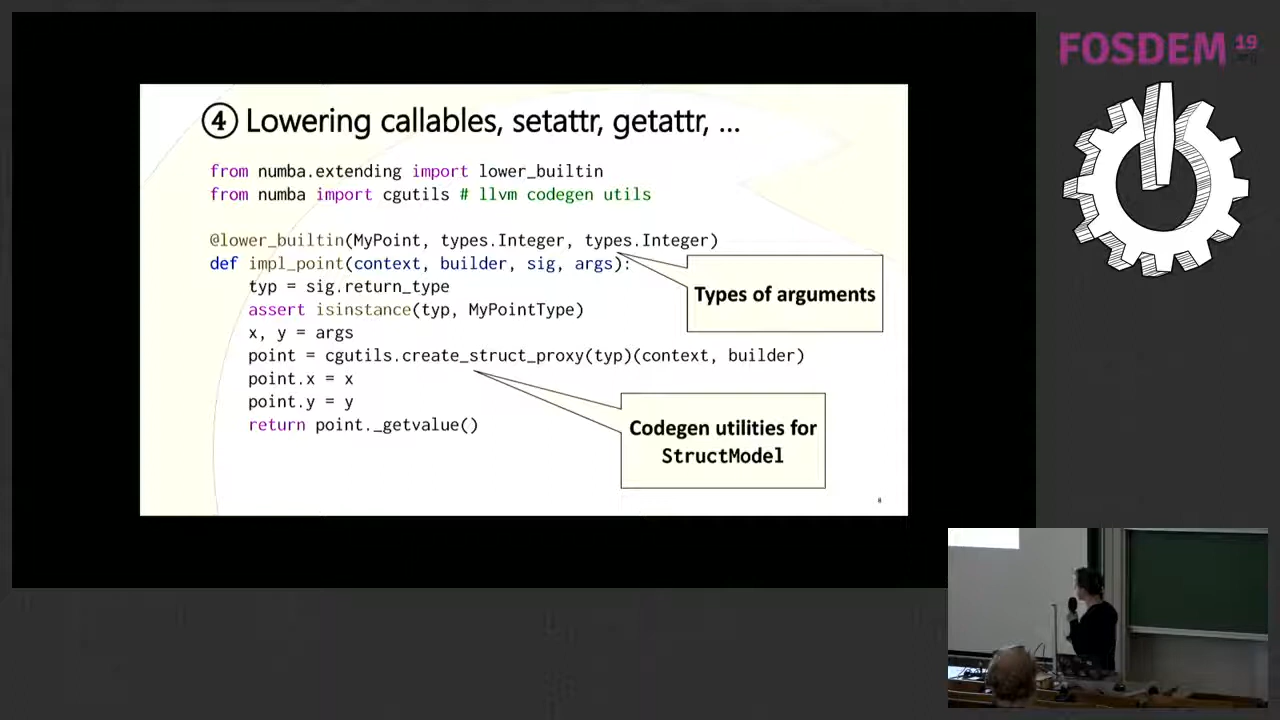 FOSDEM 19
④ Lowering callables, setattr, getattr, ...
from numba.extending import lower_builtin
from numba import cgutils # llvm codegen utils
@lower_builtin(MyPoint, types.Integer, types.Integer)
def impl_point(context, builder, sig, args):
typ = sig.return_type
assert isinstance(typ, MyPointType)
x, y = args
point = cgutils.create_struct_proxy(typ)(context, builder)
point.x = x
point.y = y
return point._getvalue()
Types of arguments
Codegen utilities for
StructModel